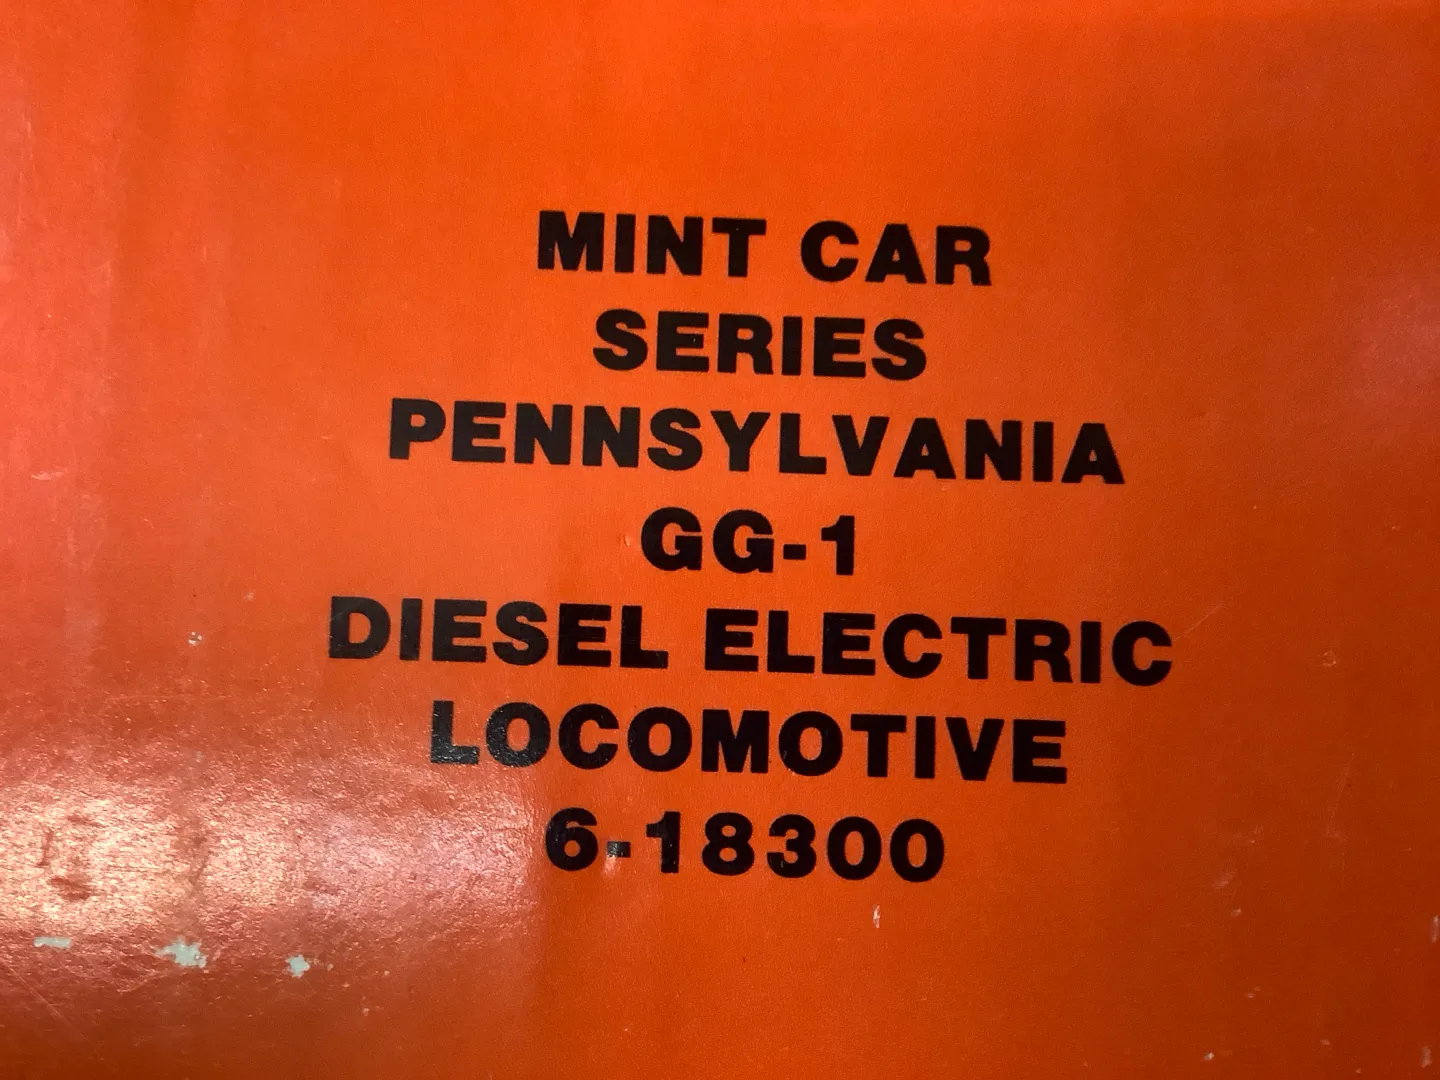 MINT CAR
SERIES
PENNSYLVANIA
GG-1
DIESEL ELECTRIC
LOCOMOTIVE
6-18300